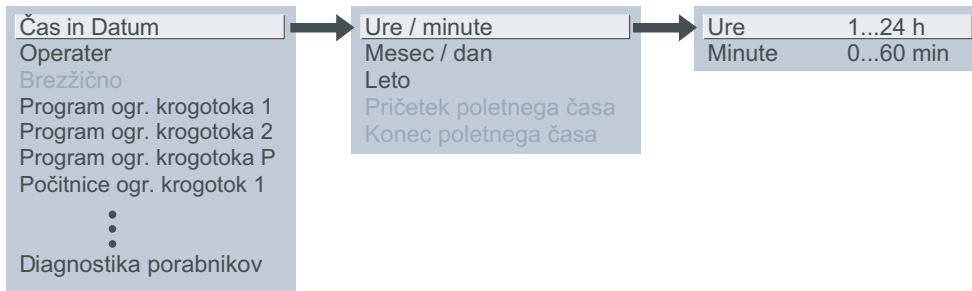 Čas in Datum
Operater
Brezžično
Program ogr. krogotoka 1
Program ogr. krogotoka 2
Program ogr. krogotoka P
Počitnice ogr. krogotok 1
Diagnostika porabnikov
Ure / minute
Mesec / dan
Leto
Pričetek poletnega časa
Konec poletnega časa
Ure 1...24 h
Minute 0...60 min